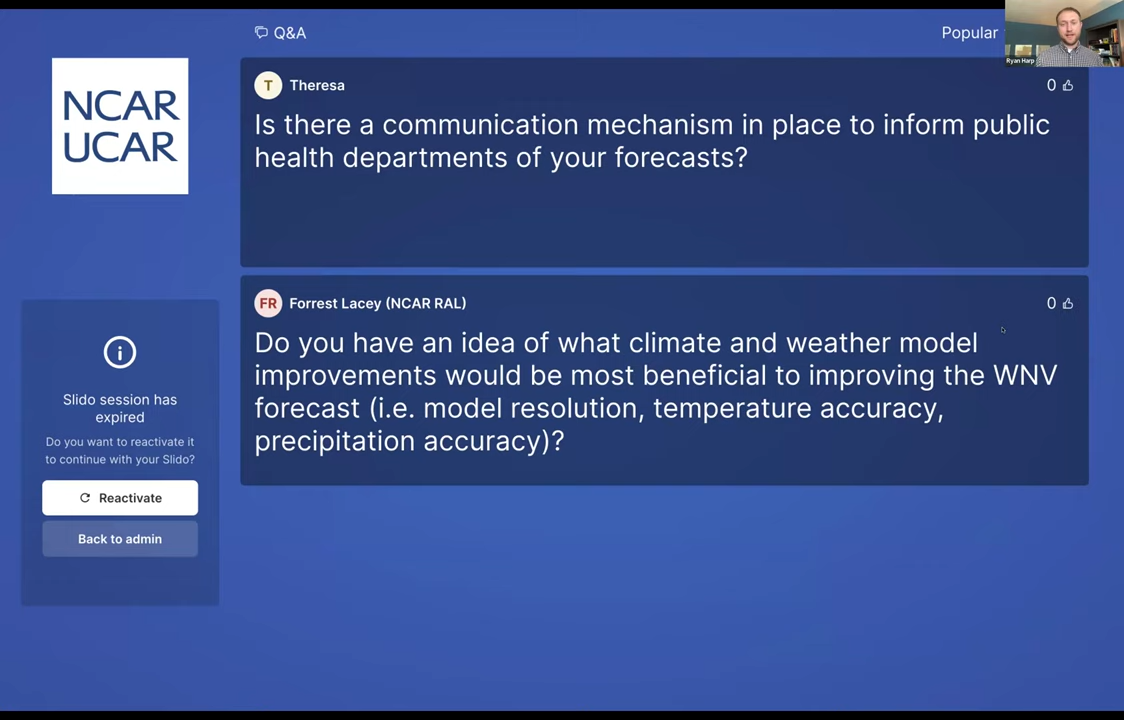 Q&A
Popular
Ryan Harp
NCAR
UCAR
T Theresa 0
Is there a communication mechanism in place to inform public
health departments of your forecasts?
FR Forrest Lacey (NCAR RAL) 0
Do you have an idea of what climate and weather model
improvements would be most beneficial to improving the WNV
forecast (i.e. model resolution, temperature accuracy,
precipitation accuracy)?
Slido session has
expired
Do you want to reactivate it
to continue with your Slido?
Reactivate
Back to admin